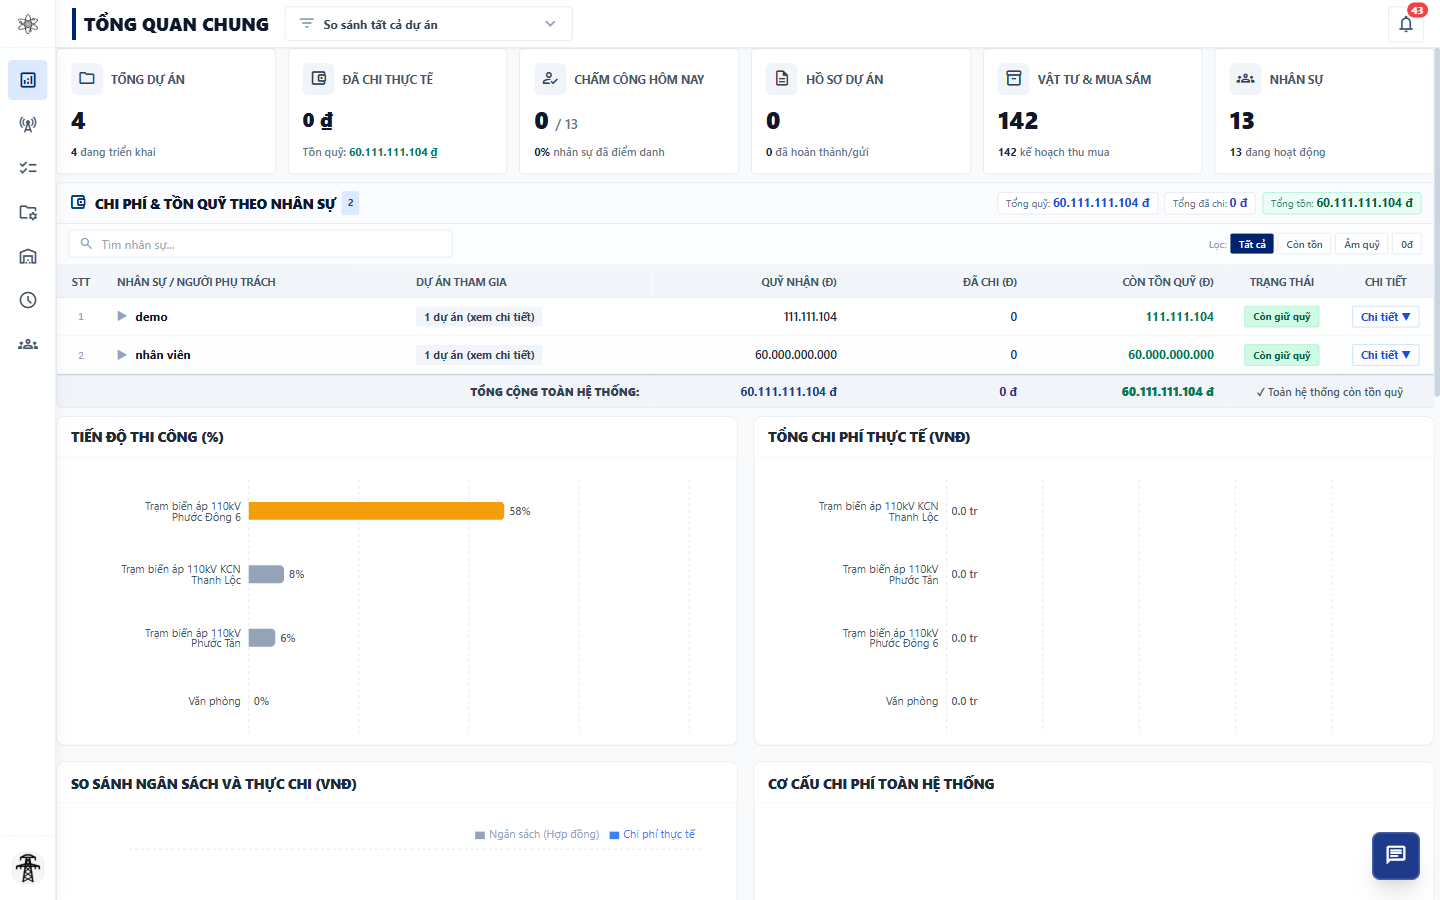 TỔNG QUAN CHUNG
So sánh tất cả dự án
43
TỔNG DỰ ÁN
4
4 đang triển khai
ĐÃ CHI THỰC TẾ
0 ₫
Tồn quỹ: 60.111.111.104 ₫
CHẤM CÔNG HÔM NAY
0 / 13
0% nhân sự đã điểm danh
HỒ SƠ DỰ ÁN
0
0 đã hoàn thành/gửi
VẬT TƯ & MUA SẮM
142
142 kế hoạch thu mua
NHÂN SỰ
13
13 đang hoạt động
CHI PHÍ & TỒN QUỸ THEO NHÂN SỰ 2
Tổng quỹ: 60.111.111.104 đ
Tổng đã chi: 0 đ
Tổng tồn: 60.111.111.104 đ
Tìm nhân sự...
Lọc: Tất cả Còn tồn Âm quỹ 0đ
STT NHÂN SỰ / NGƯỜI PHỤ TRÁCH DỰ ÁN THAM GIA QUỸ NHẬN (Đ) ĐÃ CHI (Đ) CÒN TỒN QUỸ (Đ) TRẠNG THÁI CHI TIẾT
1 ▶ demo 1 dự án (xem chi tiết) 111.111.104 0 111.111.104 Còn giữ quỹ Chi tiết ▼
2 ▶ nhân viên 1 dự án (xem chi tiết) 60.000.000.000 0 60.000.000.000 Còn giữ quỹ Chi tiết ▼
TỔNG CỘNG TOÀN HỆ THỐNG: 60.111.111.104 đ 0 đ 60.111.111.104 đ ✓ Toàn hệ thống còn tồn quỹ
TIẾN ĐỘ THI CÔNG (%)
Trạm biến áp 110kV
Phước Đông 6
58%
Trạm biến áp 110kV KCN
Thanh Lộc
8%
Trạm biến áp 110kV
Phước Tân
6%
Văn phòng
0%
TỔNG CHI PHÍ THỰC TẾ (VNĐ)
Trạm biến áp 110kV KCN
Thanh Lộc
0.0 tr
Trạm biến áp 110kV
Phước Tân
0.0 tr
Trạm biến áp 110kV
Phước Đông 6
0.0 tr
Văn phòng
0.0 tr
SO SÁNH NGÂN SÁCH VÀ THỰC CHI (VNĐ)
Ngân sách (Hợp đồng) Chi phí thực tế
CƠ CẤU CHI PHÍ TOÀN HỆ THỐNG